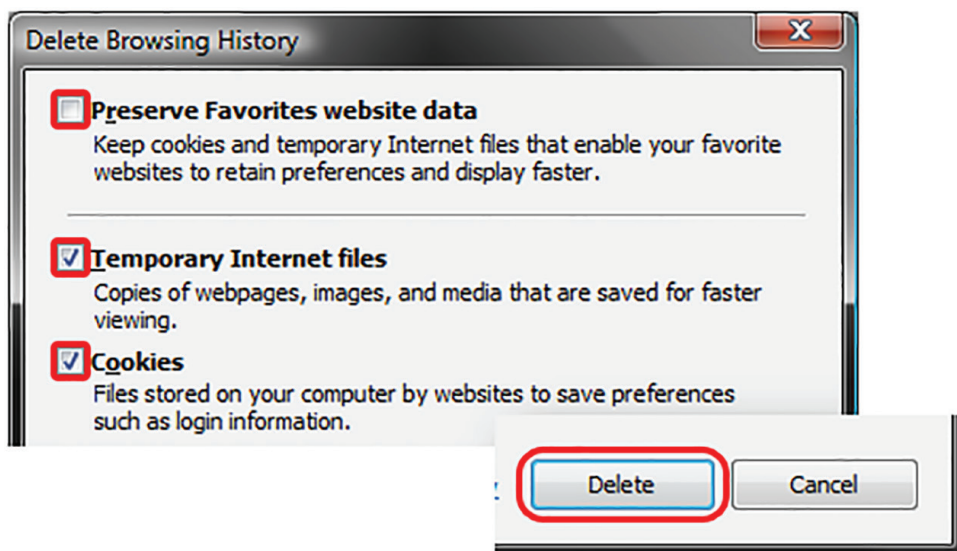 Delete Browsing History
X
Preserve Favorites website data
Keep cookies and temporary Internet files that enable your favorite
websites to retain preferences and display faster.
Temporary Internet files
Copies of webpages, images, and media that are saved for faster
viewing.
Cookies
Files stored on your computer by websites to save preferences
such as login information.
Delete Cancel